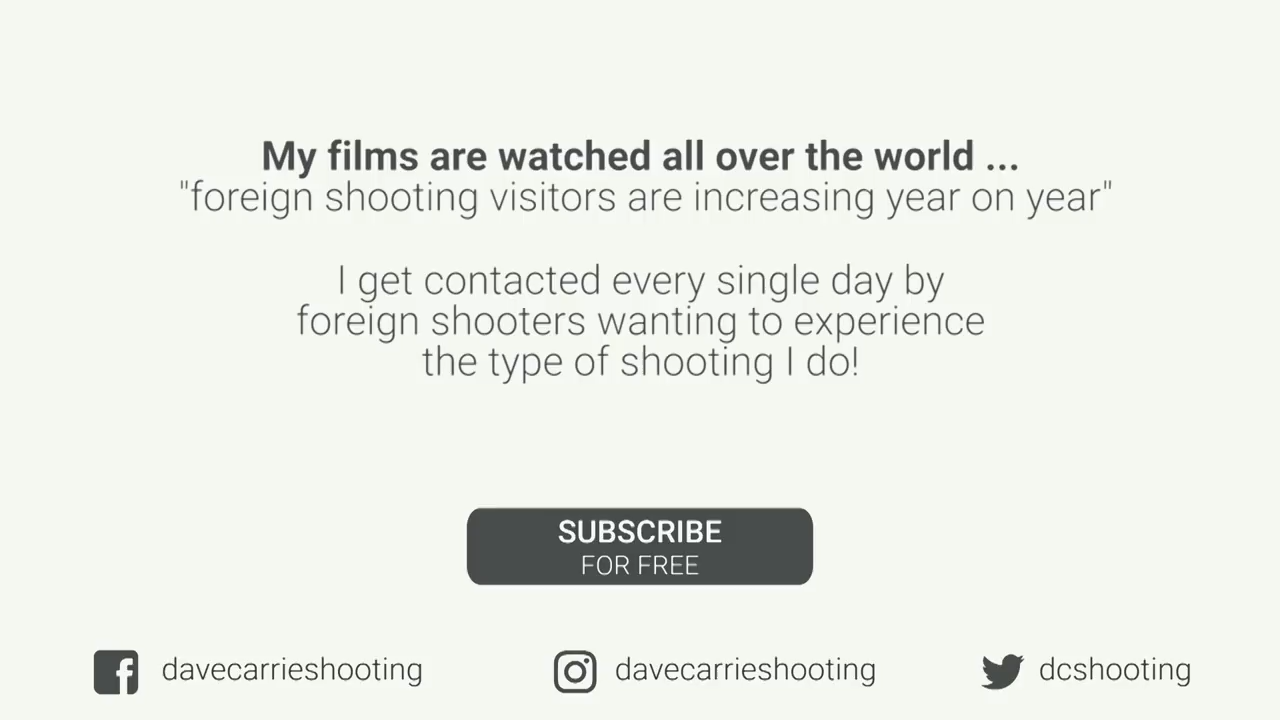 My films are watched all over the world ...
"foreign shooting visitors are increasing year on year"
I get contacted every single day by
foreign shooters wanting to experience
the type of shooting I do!
SUBSCRIBE
FOR FREE
davecarrieshooting
davecarrieshooting
dcshooting